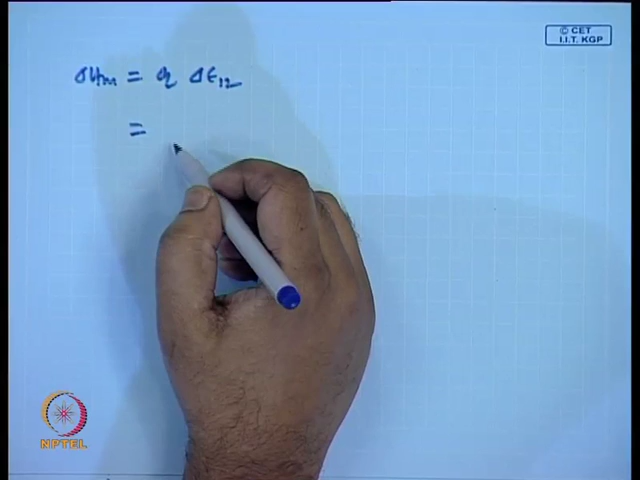 © CET
I.I.T. KGP
ΔHm = q Δε12
=
NPTEL